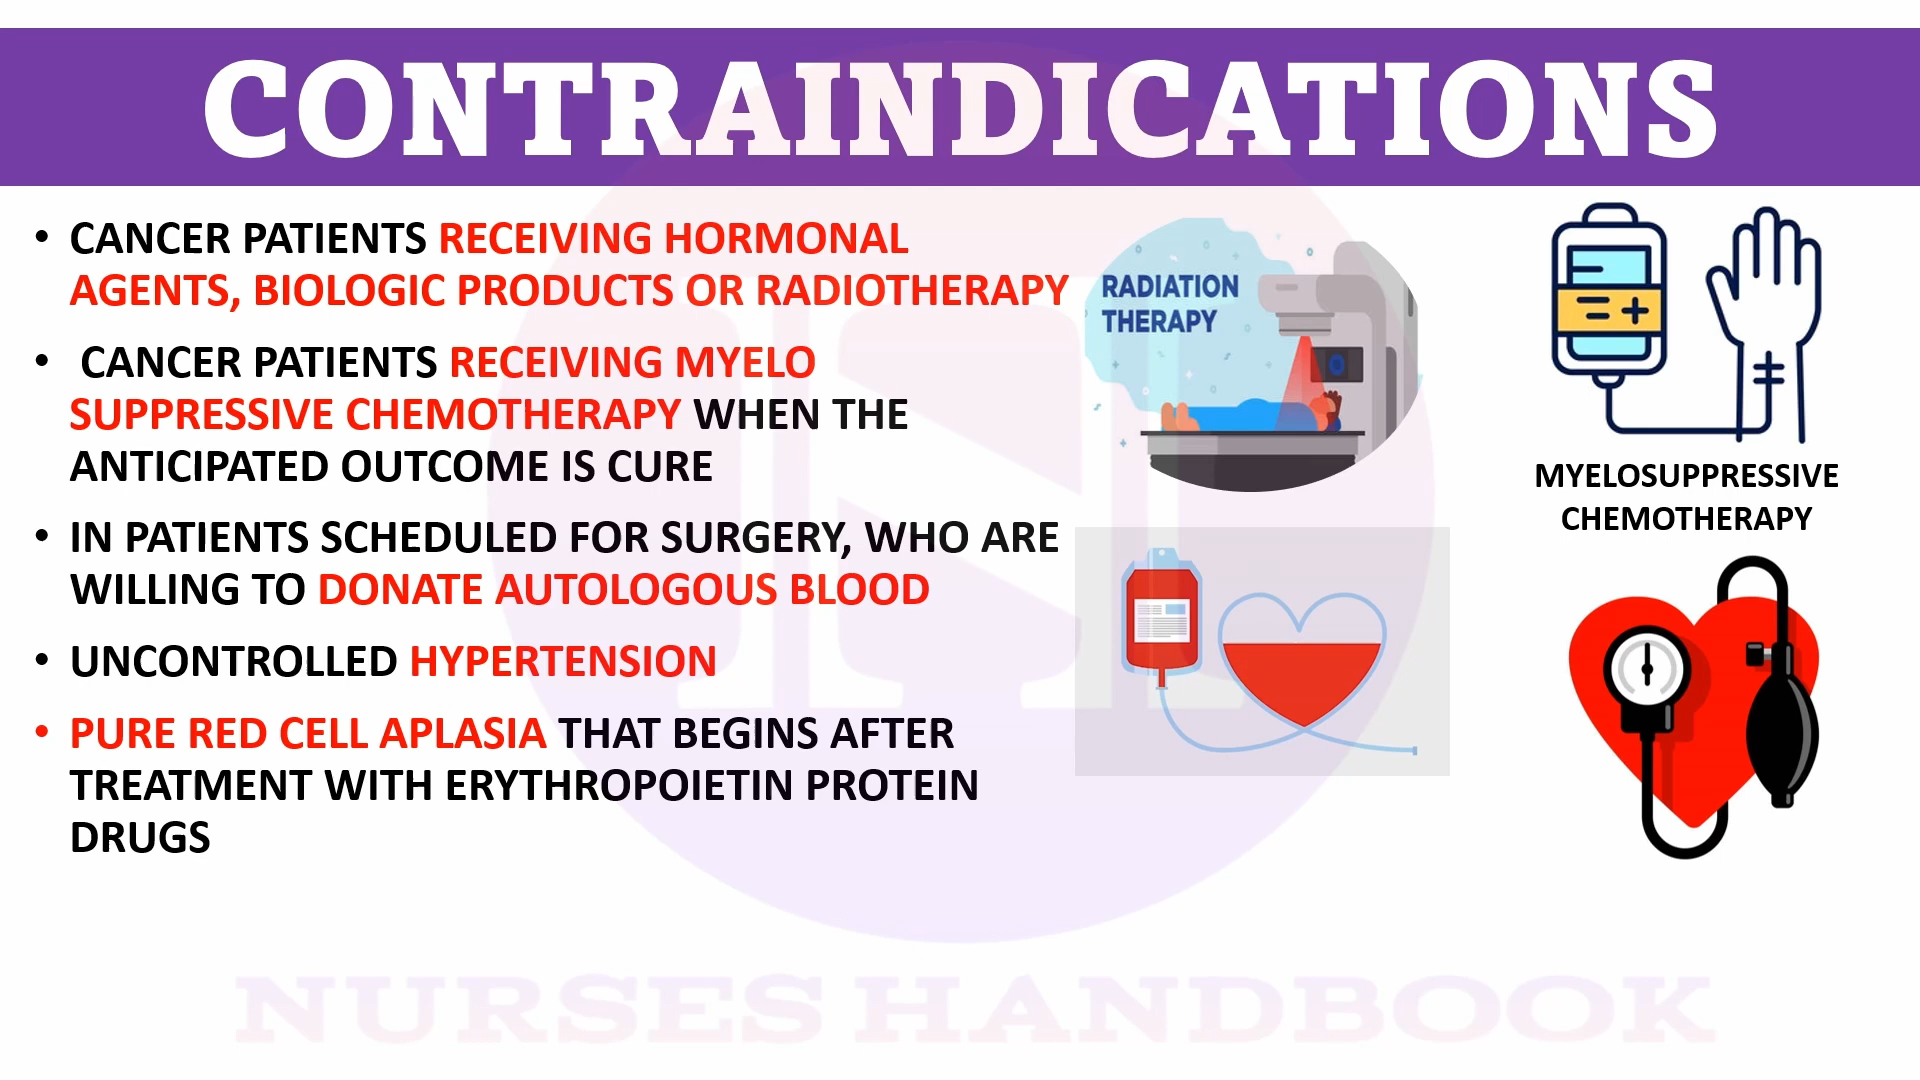 CONTRAINDICATIONS
• CANCER PATIENTS RECEIVING HORMONAL
AGENTS, BIOLOGIC PRODUCTS OR RADIOTHERAPY
• CANCER PATIENTS RECEIVING MYELO
SUPPRESSIVE CHEMOTHERAPY WHEN THE
ANTICIPATED OUTCOME IS CURE
• IN PATIENTS SCHEDULED FOR SURGERY, WHO ARE
WILLING TO DONATE AUTOLOGOUS BLOOD
• UNCONTROLLED HYPERTENSION
• PURE RED CELL APLASIA THAT BEGINS AFTER
TREATMENT WITH ERYTHROPOIETIN PROTEIN
DRUGS
RADIATION
THERAPY
MYELOSUPPRESSIVE
CHEMOTHERAPY
NURSES HANDBOOK